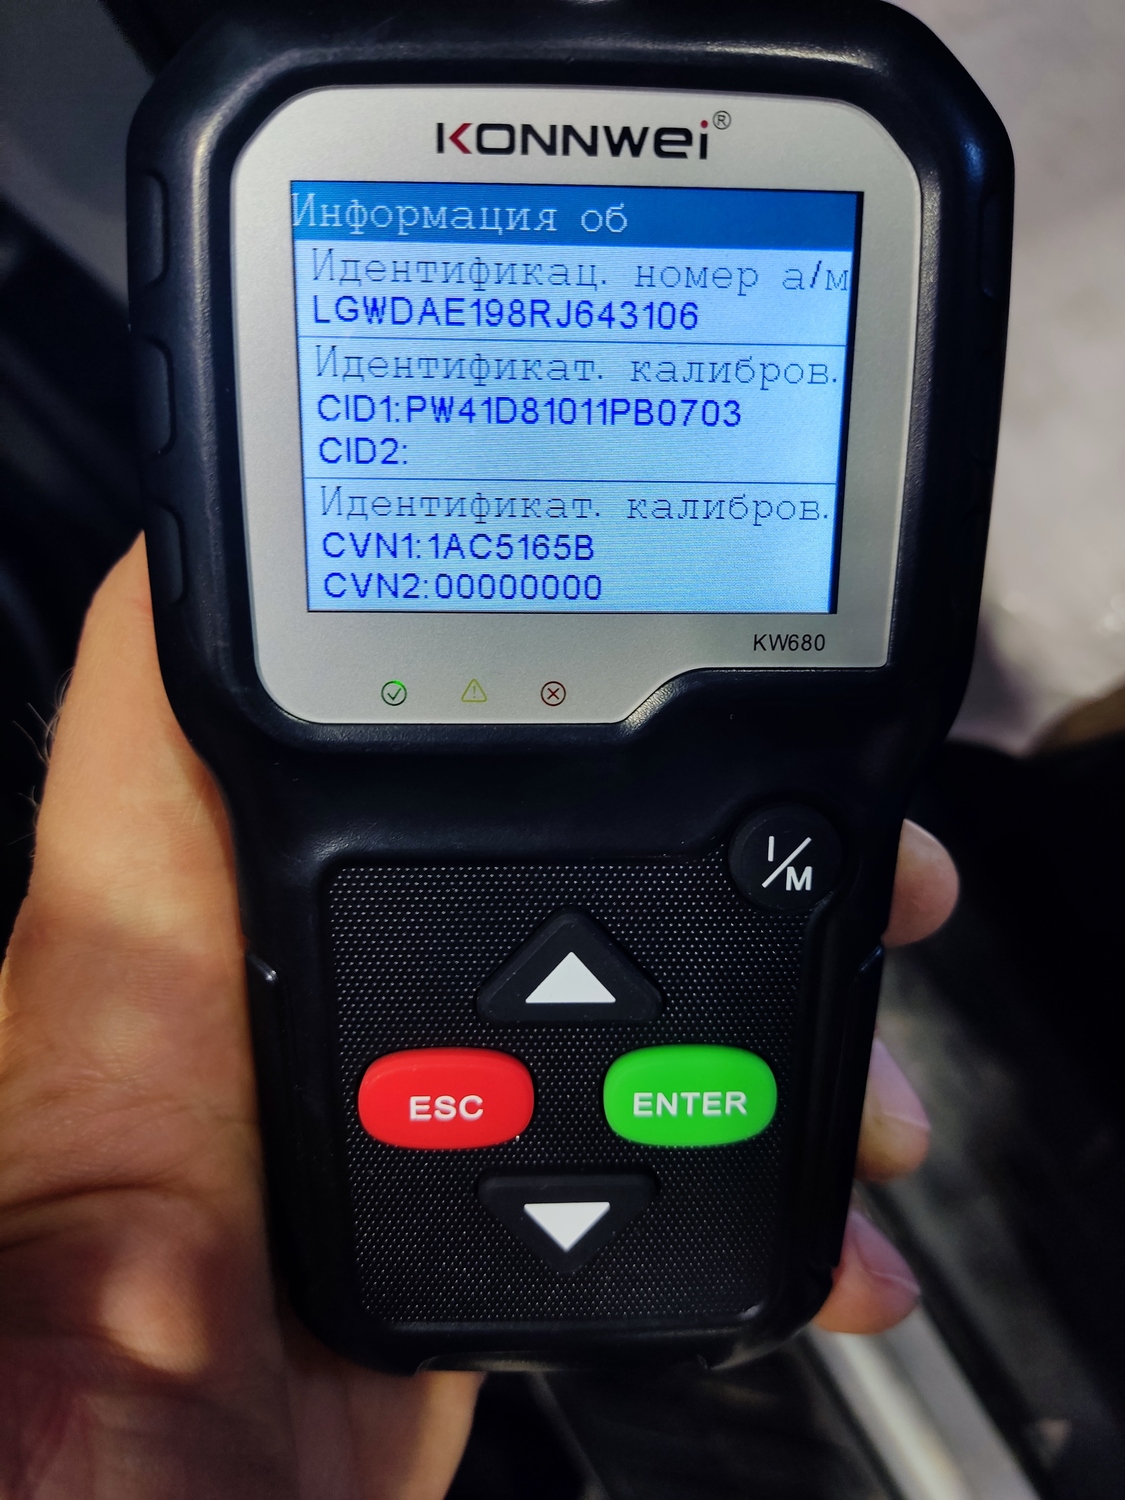 KONNWEI®
Информация об
Идентификац. номер а/м
LGWDAE198RJ643106
Идентификат. калибров.
CID1:PW41D81011PB0703
CID2:
Идентификат. калибров.
CVN1:1AC5165B
CVN2:00000000
KW680
I/M
ESC
ENTER